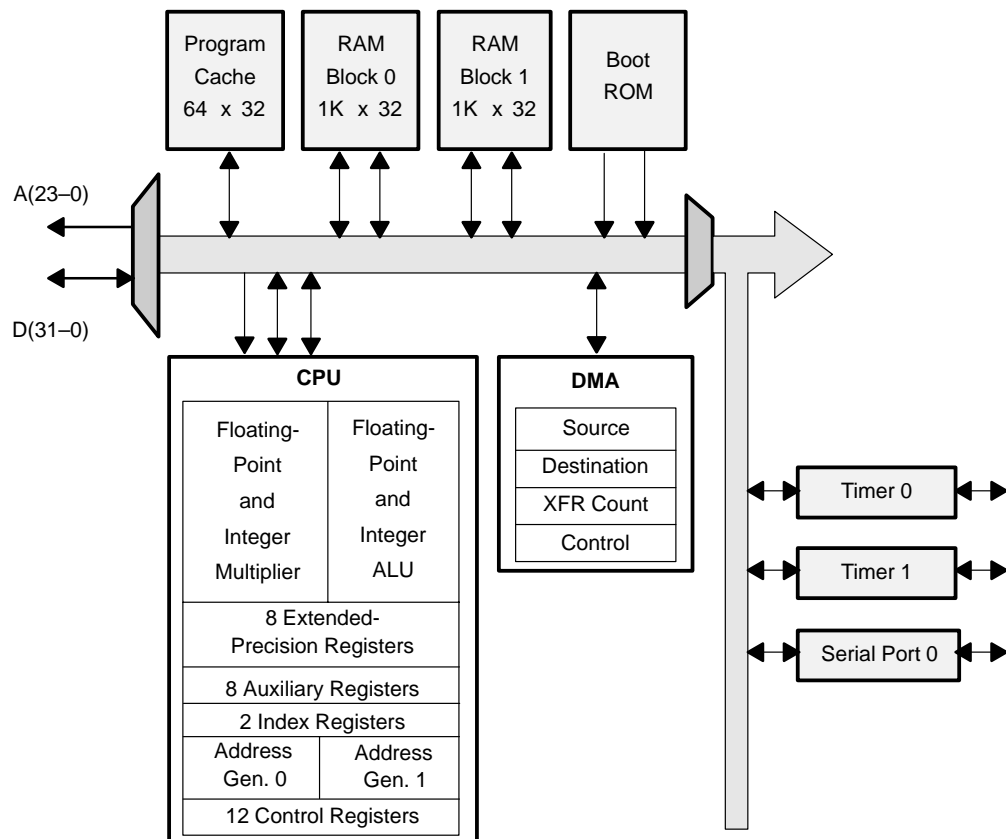 Program
Cache
64 x 32
RAM
Block 0
1K x 32
RAM
Block 1
1K x 32
Boot
ROM
A(23–0)
D(31–0)
CPU
Floating-
Point
and
Integer
Multiplier
Floating-
Point
and
Integer
ALU
8 Extended-
Precision Registers
8 Auxiliary Registers
2 Index Registers
Address
Gen. 0
Address
Gen. 1
12 Control Registers
DMA
Source
Destination
XFR Count
Control
Timer 0
Timer 1
Serial Port 0